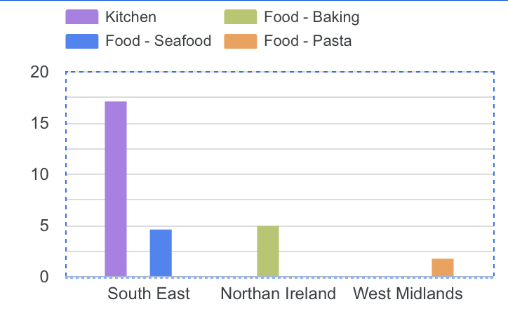 Kitchen Food - Baking
Food - Seafood Food - Pasta
20
15
10
5
0
South East Northan Ireland West Midlands